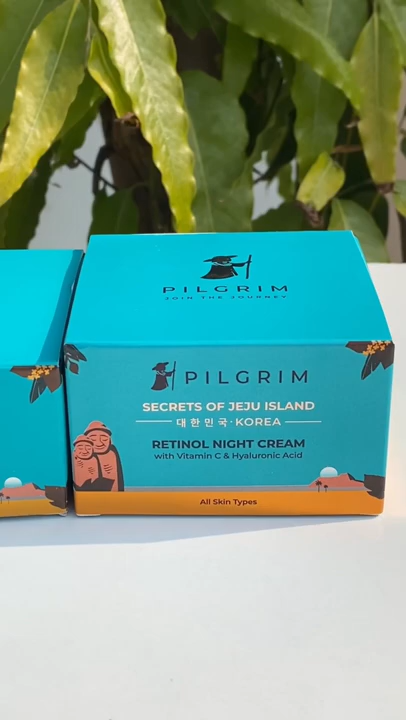 PILGRIM
JOIN THE JOURNEY
PILGRIM
SECRETS OF JEJU ISLAND
대한민국·KOREA
RETINOL NIGHT CREAM
with Vitamin C & Hyaluronic Acid
All Skin Types